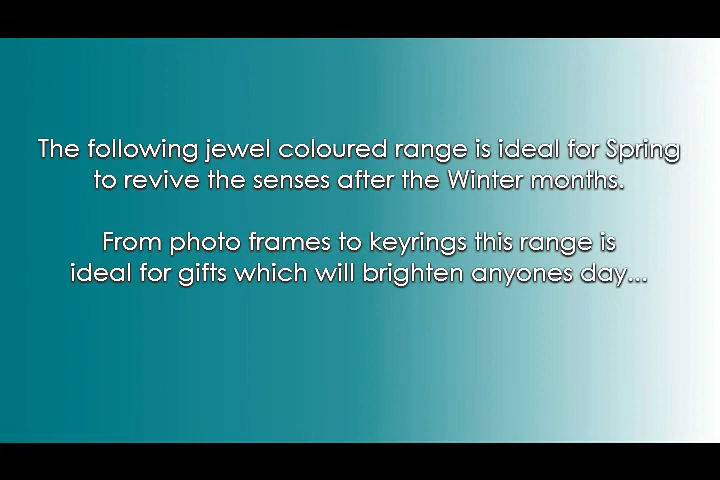 The following jewel coloured range is ideal for Spring
to revive the senses after the Winter months.
From photo frames to keyrings this range is
ideal for gifts which will brighten anyones day...